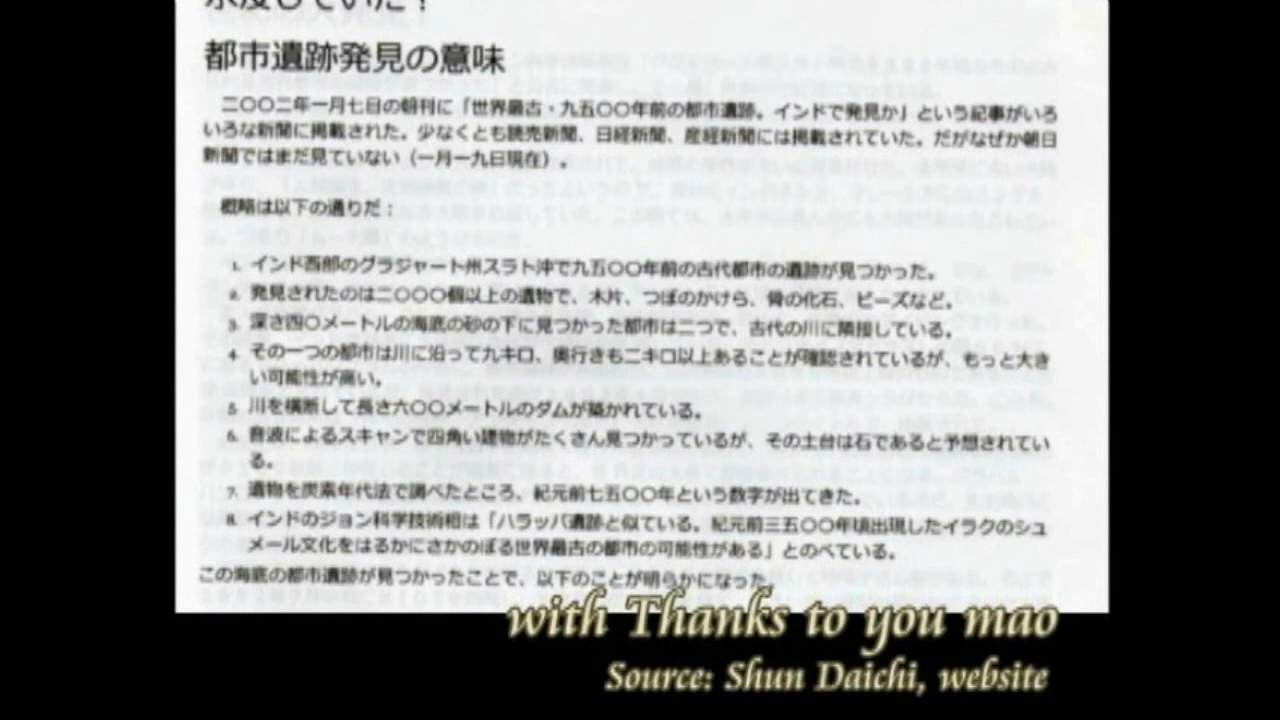 水没していた！
都市遺跡発見の意味
二〇〇二年一月七日の朝刊に「世界最古・九五〇〇年前の都市遺跡。インドで発見か」という記事がいろ
いろな新聞に掲載された。少なくとも読売新聞、日経新聞、産経新聞には掲載されていた。だがなぜか朝日
新聞ではまだ見ていない（一月一九日現在）。
概略は以下の通りだ：
1. インド西部のグラジャート州スラト沖で九五〇〇年前の古代都市の遺跡が見つかった。
2. 発見されたのは二〇〇〇個以上の遺物で、木片、つぼのかけら、骨の化石、ビーズなど。
3. 深さ四〇メートルの海底の砂の下に見つかった都市は二つで、古代の川に隣接している。
4. その一つの都市は川に沿って九キロ、奥行きも二キロ以上あることが確認されているが、もっと大き
い可能性が高い。
5. 川を横断して長さ六〇〇メートルのダムが築かれている。
6. 音波によるスキャンで四角い建物がたくさん見つかっているが、その土台は石であると予想されてい
る。
7. 遺物を炭素年代法で調べたところ、紀元前七五〇〇年という数字が出てきた。
8. インドのジョシ科学技術相は「ハラッパ遺跡と似ている。紀元前三五〇〇年頃出現したイラクのシュ
メール文化をはるかにさかのぼる世界最古の都市の可能性がある」とのべている。
この海底の都市遺跡が見つかったことで、以下のことが明らかになった。
with Thanks to you mao
Source: Shun Daichi, website